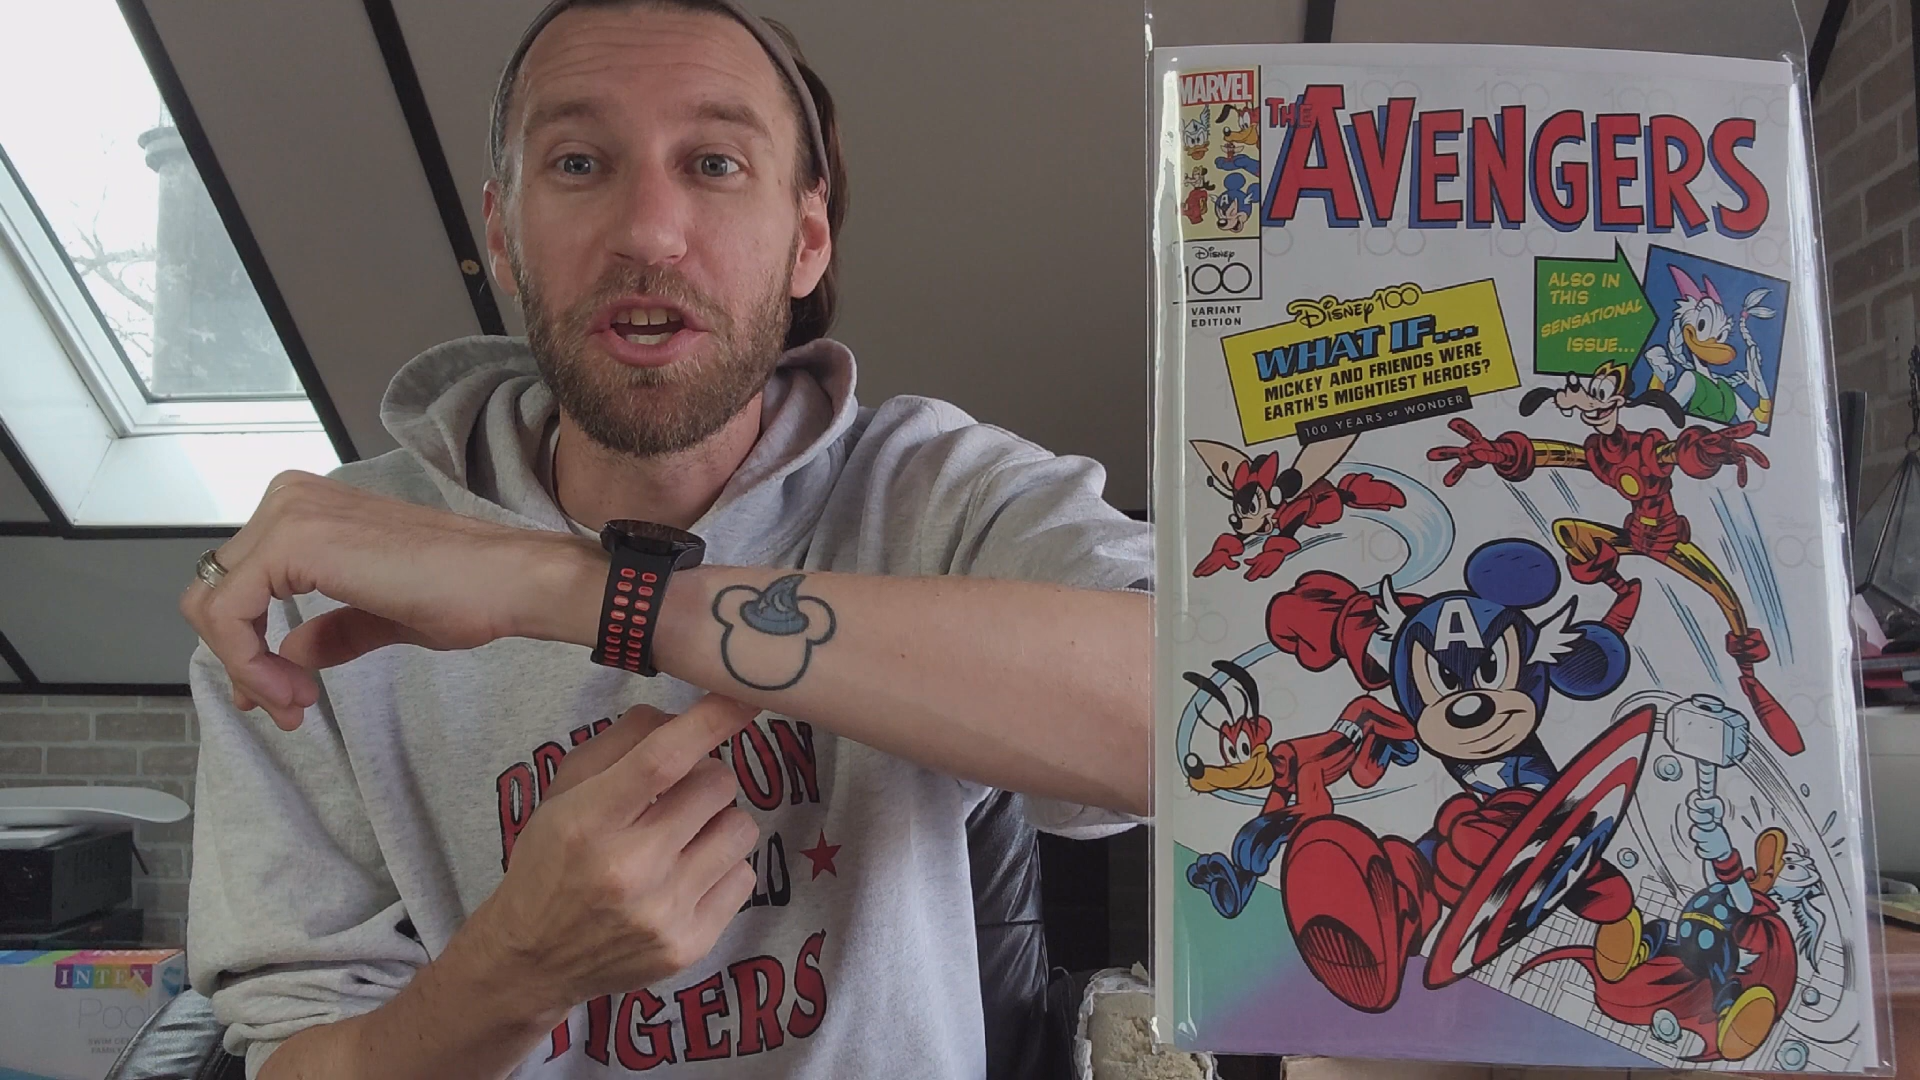 MARVEL
THE AVENGERS
Disney
100
VARIANT
EDITION
Disney 100
WHAT IF...
MICKEY AND FRIENDS WERE
EARTH'S MIGHTIEST HEROES?
100 YEARS of WONDER
ALSO IN
THIS
SENSATIONAL
ISSUE...
A
TIGERS
INTEX